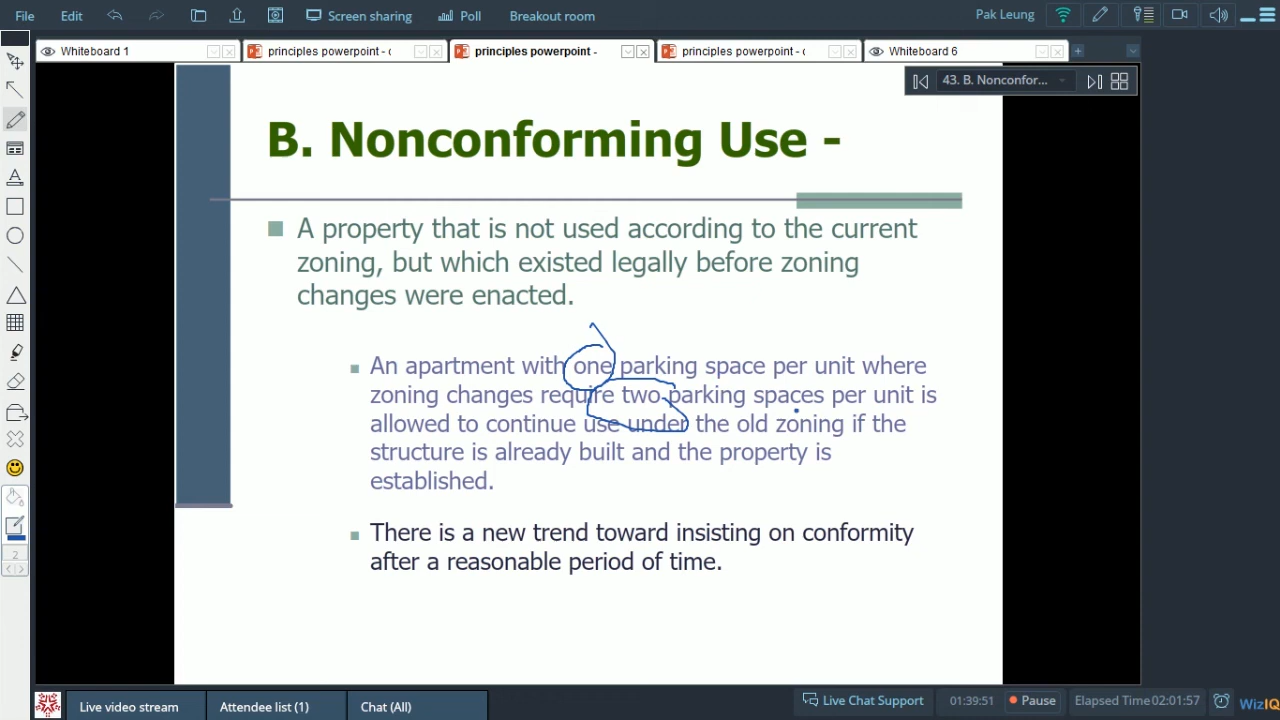 File Edit Screen sharing Poll Breakout room Pak Leung
Whiteboard 1 principles powerpoint - c principles powerpoint - principles powerpoint - c Whiteboard 6
43. B. Nonconfor...
B. Nonconforming Use -
A property that is not used according to the current
zoning, but which existed legally before zoning
changes were enacted.
An apartment with one parking space per unit where
zoning changes require two parking spaces per unit is
allowed to continue use under the old zoning if the
structure is already built and the property is
established.
There is a new trend toward insisting on conformity
after a reasonable period of time.
2
Live video stream Attendee list (1) Chat (All) Live Chat Support 01:39:51 Pause Elapsed Time 02:01:57 WizIQ